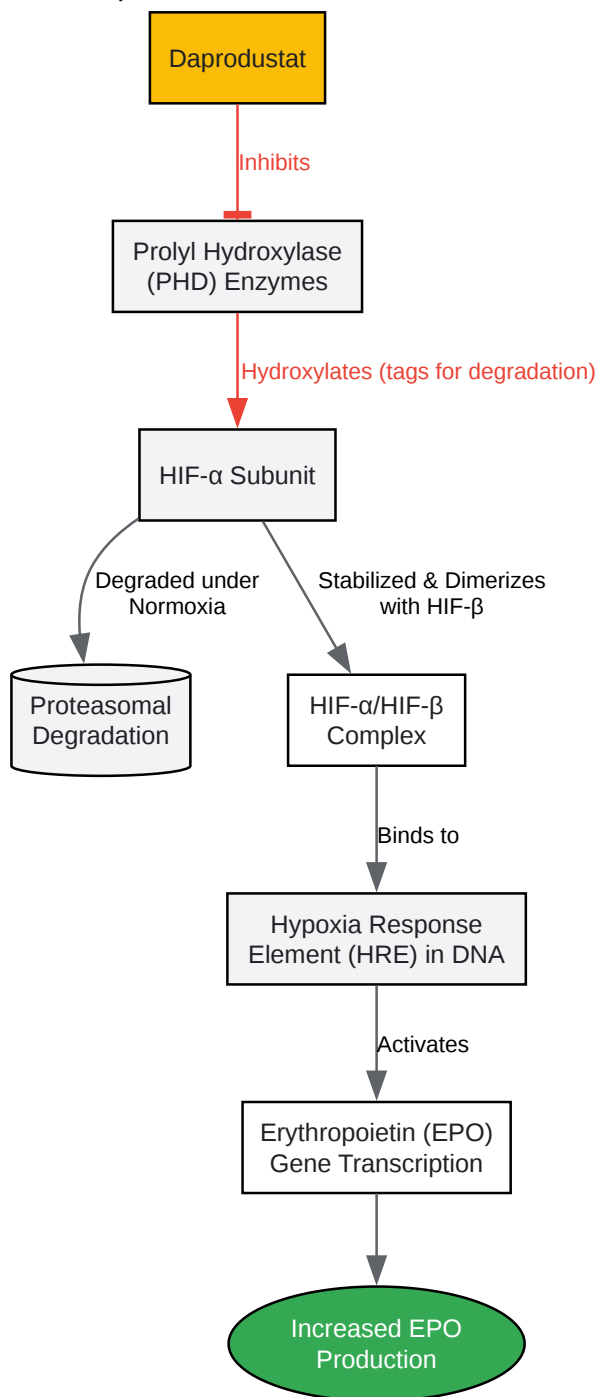 Daprodustat
Inhibits
Prolyl Hydroxylase
(PHD) Enzymes
Hydroxylates (tags for degradation)
HIF-α Subunit
Degraded under
Normoxia
Stabilized & Dimerizes
with HIF-β
Proteasomal
Degradation
HIF-α/HIF-β
Complex
Binds to
Hypoxia Response
Element (HRE) in DNA
Activates
Erythropoietin (EPO)
Gene Transcription
Increased EPO
Production